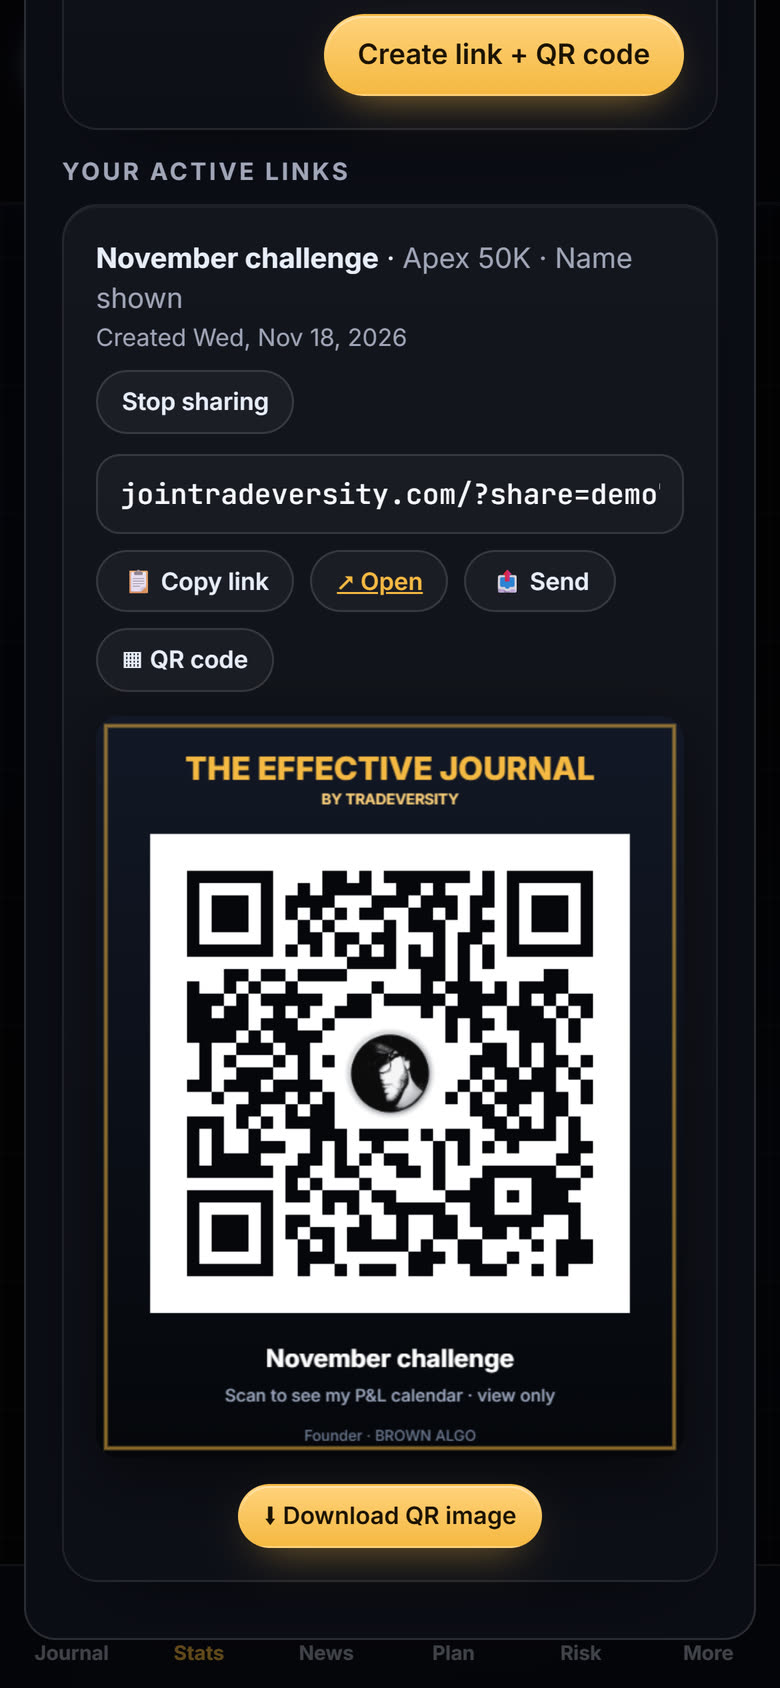 Create link + QR code
YOUR ACTIVE LINKS
November challenge · Apex 50K · Name
shown
Created Wed, Nov 18, 2026
Stop sharing
jointradeversity.com/?share=demo
Copy link
↗ Open
Send
QR code
THE EFFECTIVE JOURNAL
BY TRADEVERSITY
November challenge
Scan to see my P&L calendar · view only
Founder · BROWN ALGO
⬇ Download QR image
Journal Stats News Plan Risk More